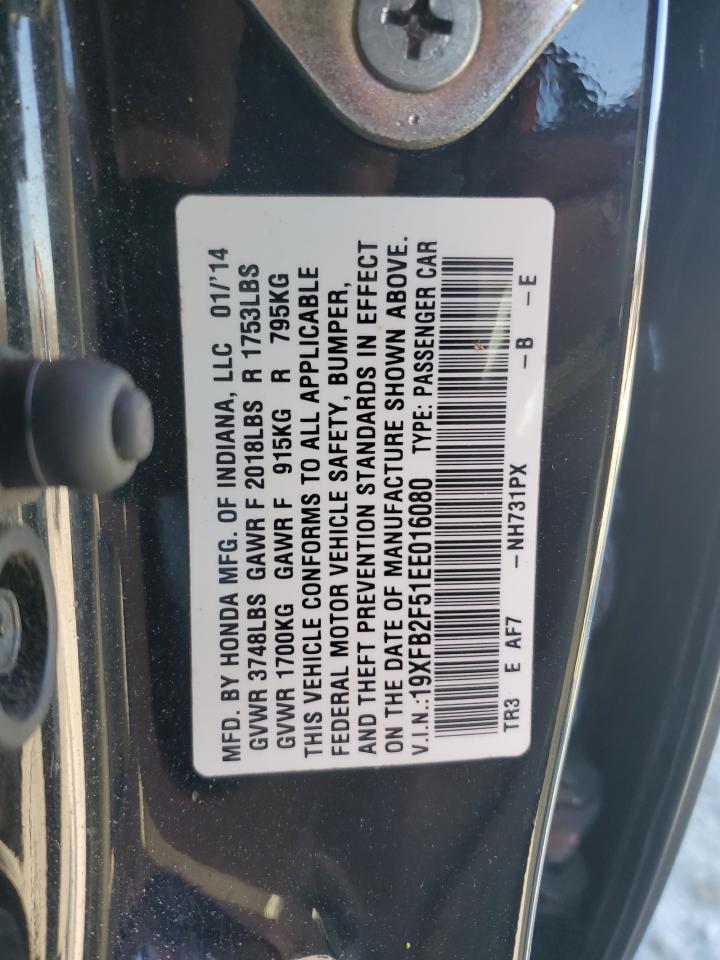 MFD. BY HONDA MFG. OF INDIANA, LLC 01/'14
GVWR 3748LBS GAWR F 2018LBS R 1753LBS
GVWR 1700KG GAWR F 915KG R 795KG
THIS VEHICLE CONFORMS TO ALL APPLICABLE
FEDERAL MOTOR VEHICLE SAFETY, BUMPER,
AND THEFT PREVENTION STANDARDS IN EFFECT
ON THE DATE OF MANUFACTURE SHOWN ABOVE.
V.I.N.:19XFB2F51EE016080 TYPE: PASSENGER CAR
TR3 E AF7 -NH731PX -B -E